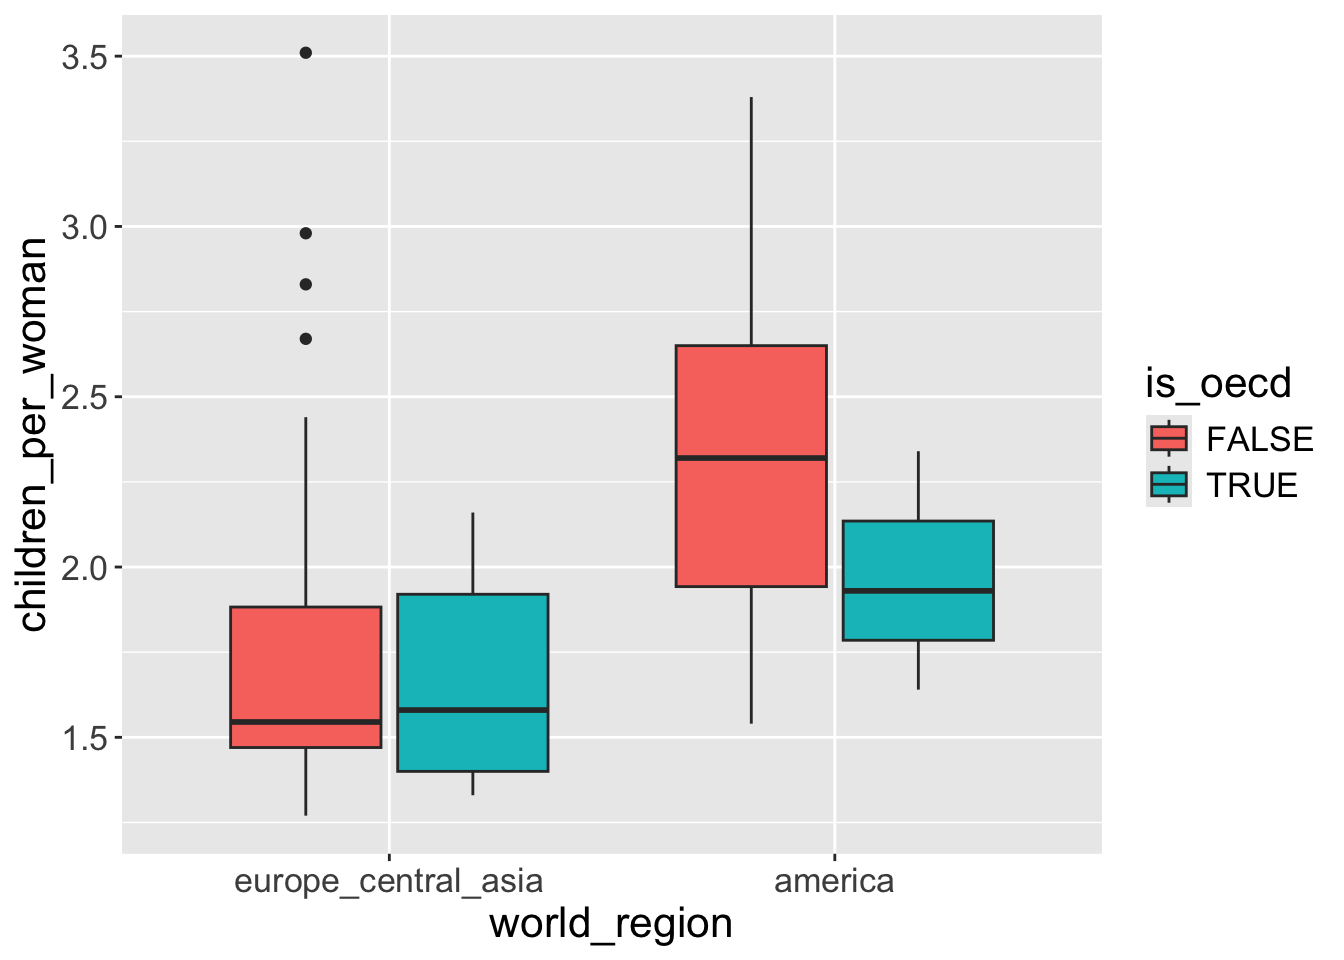 children_per_woman
3.5
3.0
2.5
2.0
1.5
europe_central_asia
america
world_region
is_oecd
FALSE
TRUE